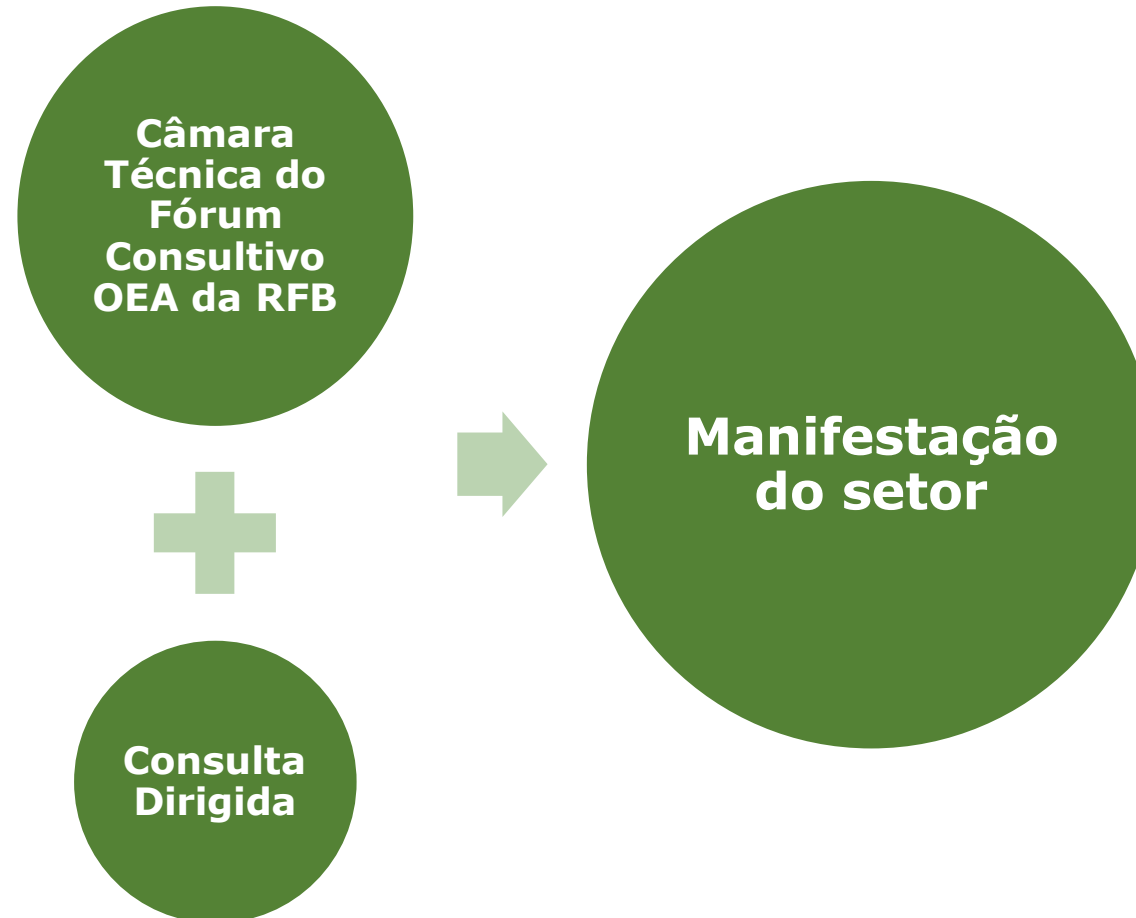 Câmara
Técnica do
Fórum
Consultivo
OEA da RFB
Manifestação
do setor
Consulta
Dirigida